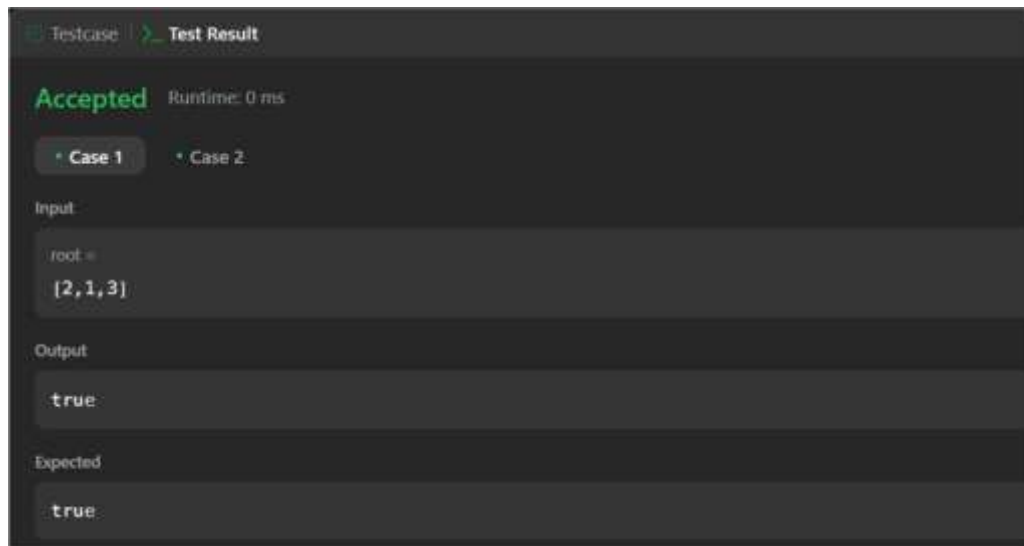 Testcase >_ Test Result
Accepted Runtime: 0 ms
• Case 1 • Case 2
Input
root =
[2,1,3]
Output
true
Expected
true